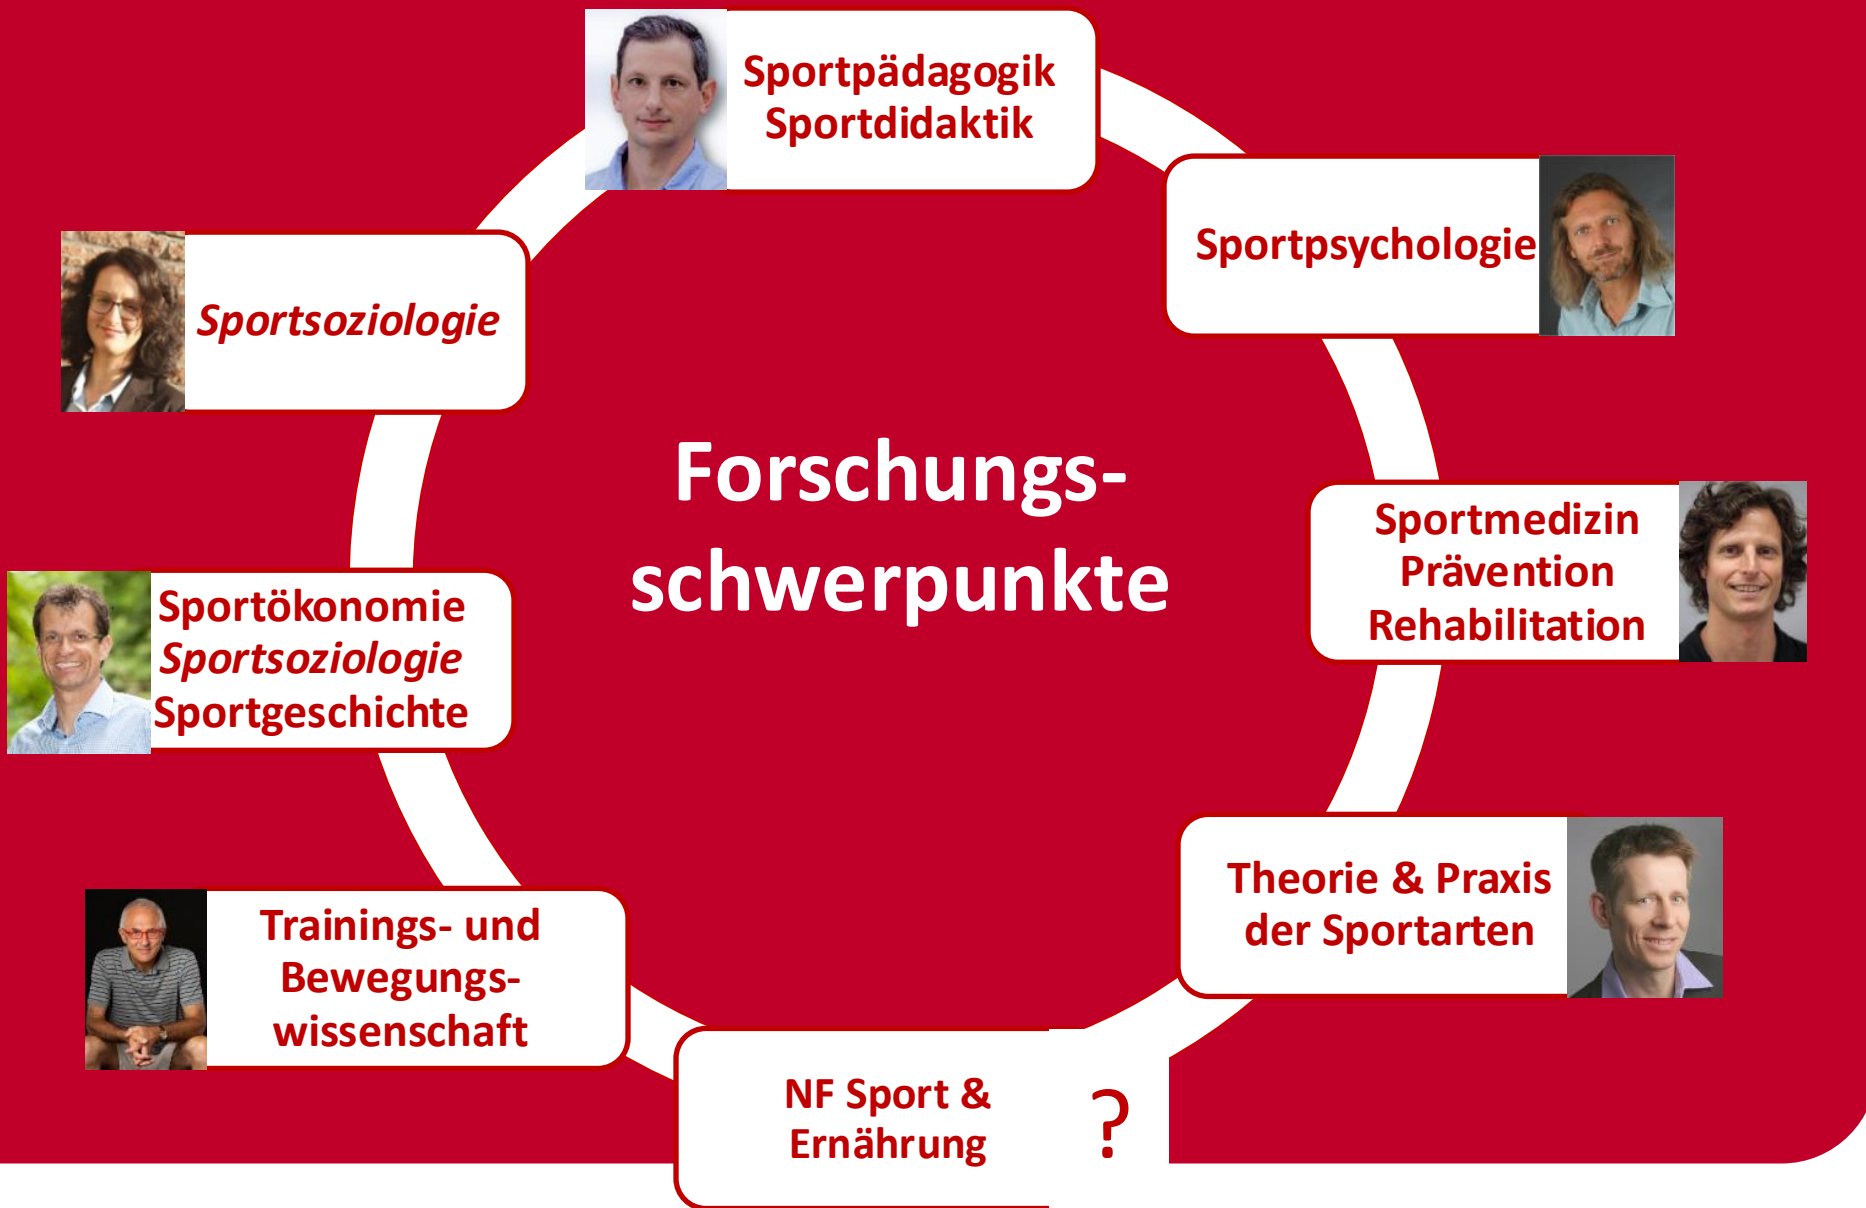 Sportpädagogik
Sportdidaktik
Sportpsychologie
Sportsoziologie
Forschungs-
schwerpunkte
Sportmedizin
Prävention
Rehabilitation
Sportökonomie
Sportsoziologie
Sportgeschichte
Theorie & Praxis
der Sportarten
Trainings- und
Bewegungs-
wissenschaft
NF Sport &
Ernährung
?